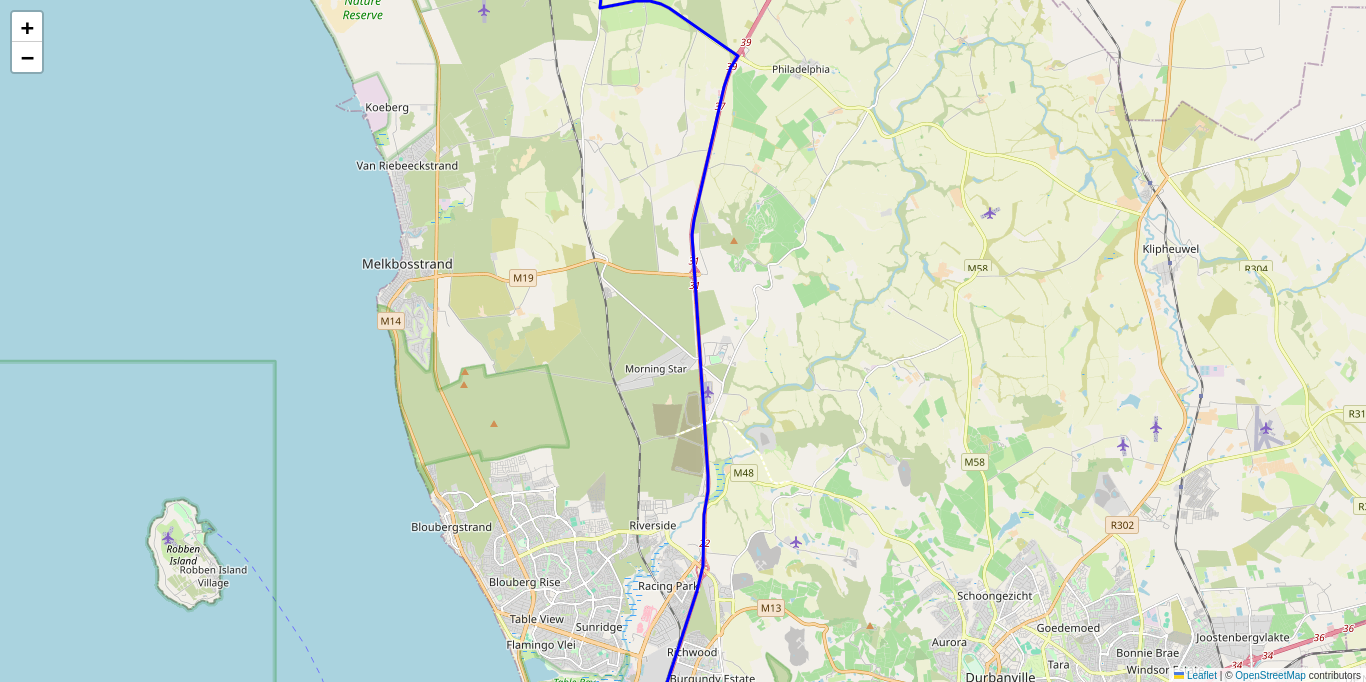 +
−
Nature
Reserve
39
39
Philadelphia
Koeberg
37
Van Riebeeckstrand
Klipheuwel
Melkbosstrand
31
M19
M58
R304
31
M14
Morning Star
R31
M58
M48
R302
Bloubergstrand
Riverside
22
Robben
Island
Robben Island
Village
Blouberg Rise
Racing Park
Schoongezicht
M13
Table View
Sunridge
Goedemoed
36
36
Joostenbergvlakte
Aurora
Flamingo Vlei
Richwood
Bonnie Brae
34
Tara
34
Windsor
Durbanville
Burgundy Estate
Table Bay
Leaflet | © OpenStreetMap contributors